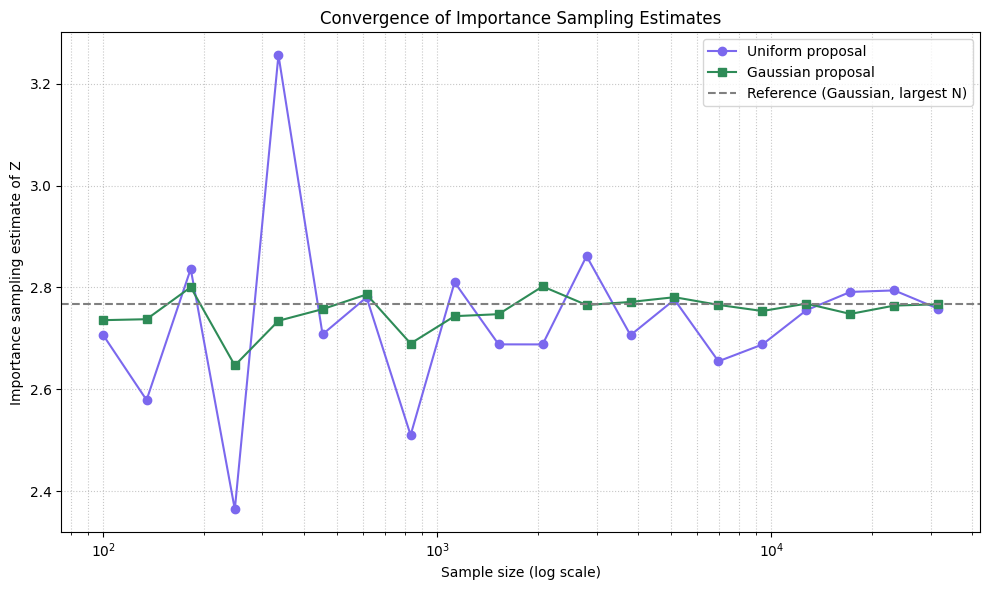 Convergence of Importance Sampling Estimates
Uniform proposal
Gaussian proposal
Reference (Gaussian, largest N)
Importance sampling estimate of Z
3.2
3.0
2.8
2.6
2.4
10²
10³
10⁴
Sample size (log scale)